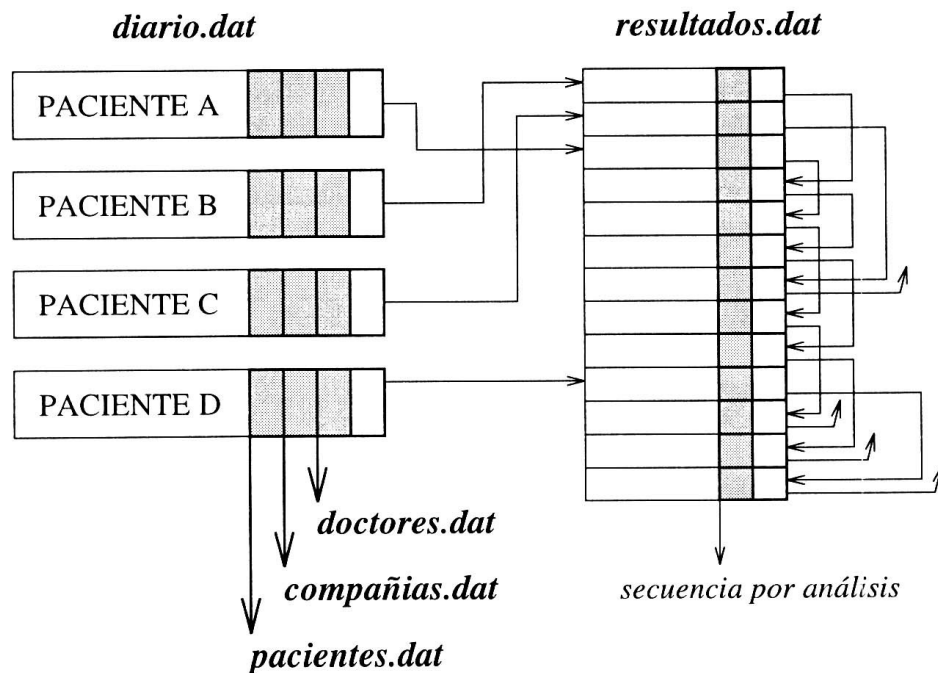 diario.dat
resultados.dat
PACIENTE A
PACIENTE B
PACIENTE C
PACIENTE D
doctores.dat
compañias.dat
secuencia por análisis
pacientes.dat